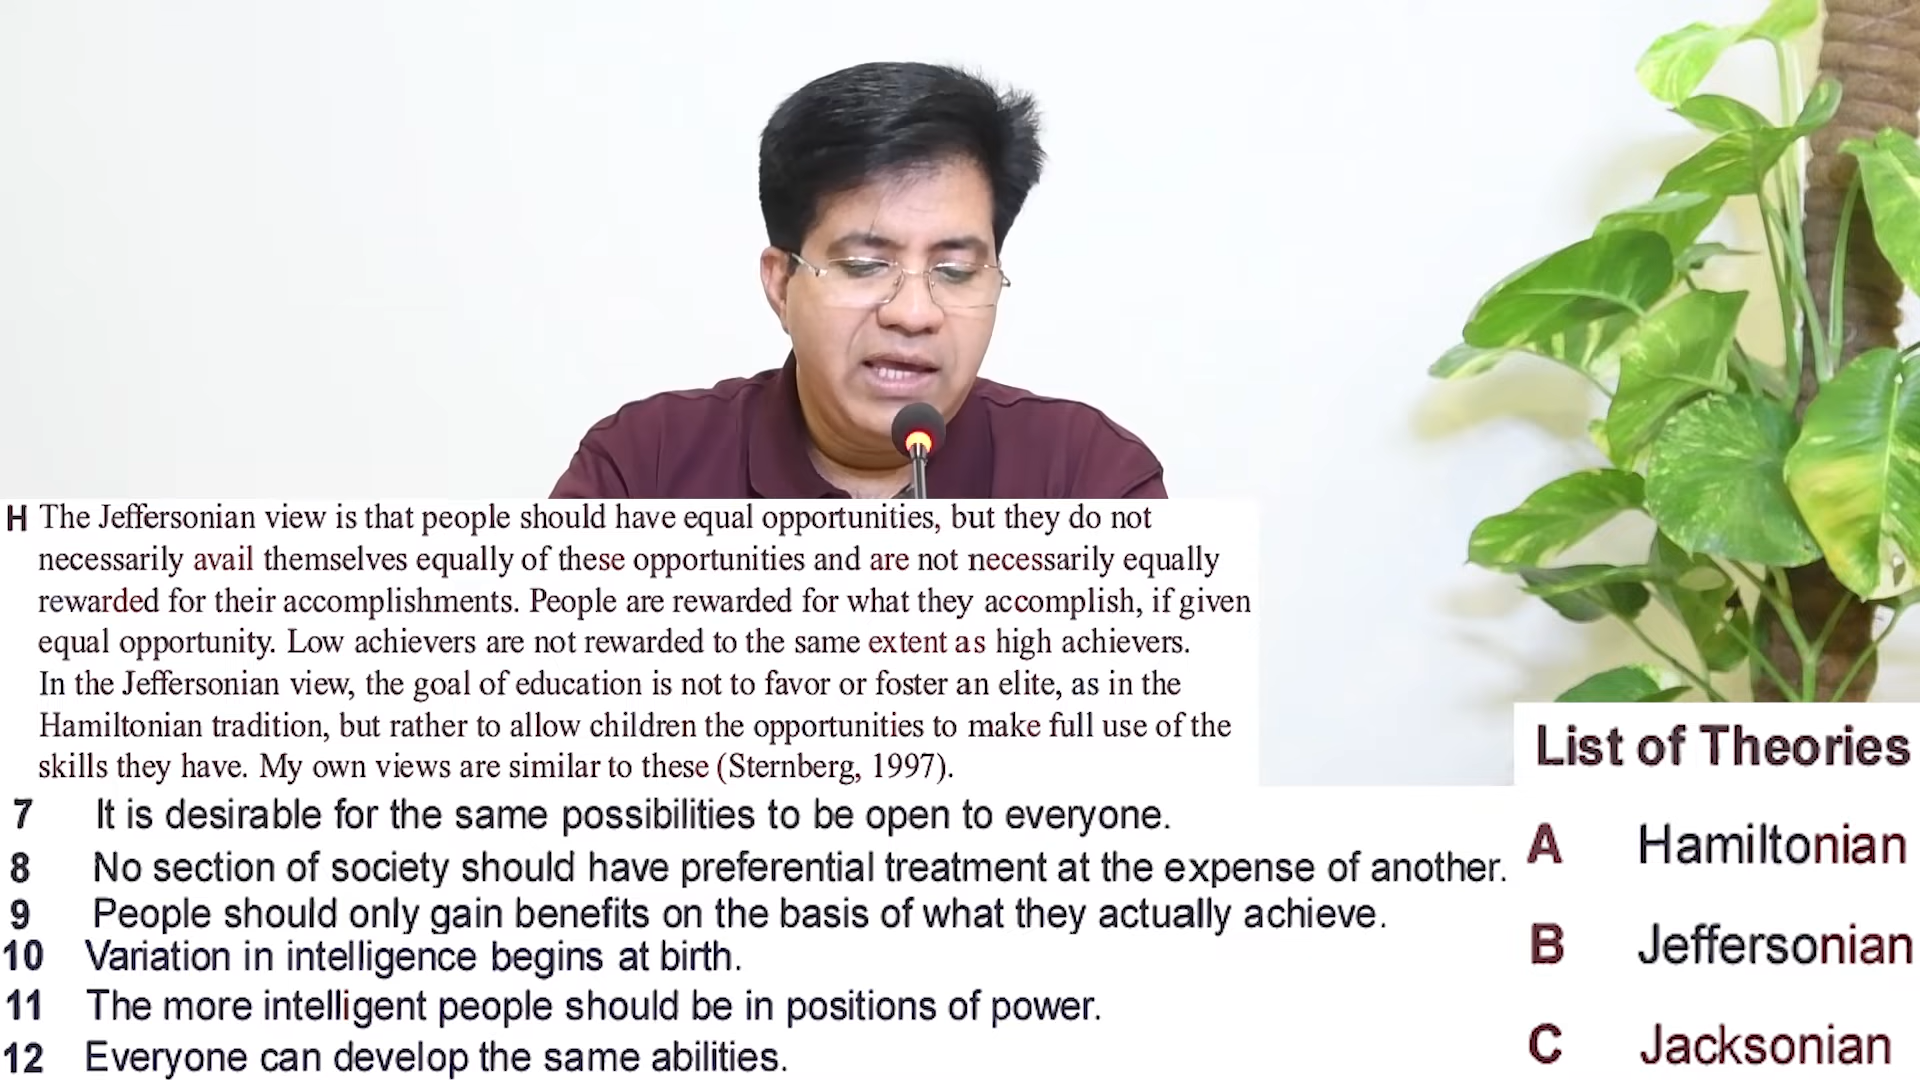 H The Jeffersonian view is that people should have equal opportunities, but they do not
necessarily avail themselves equally of these opportunities and are not necessarily equally
rewarded for their accomplishments. People are rewarded for what they accomplish, if given
equal opportunity. Low achievers are not rewarded to the same extent as high achievers.
In the Jeffersonian view, the goal of education is not to favor or foster an elite, as in the
Hamiltonian tradition, but rather to allow children the opportunities to make full use of the
skills they have. My own views are similar to these (Sternberg, 1997).
7 It is desirable for the same possibilities to be open to everyone.
8 No section of society should have preferential treatment at the expense of another.
9 People should only gain benefits on the basis of what they actually achieve.
10 Variation in intelligence begins at birth.
11 The more intelligent people should be in positions of power.
12 Everyone can develop the same abilities.
List of Theories
A Hamiltonian
B Jeffersonian
C Jacksonian